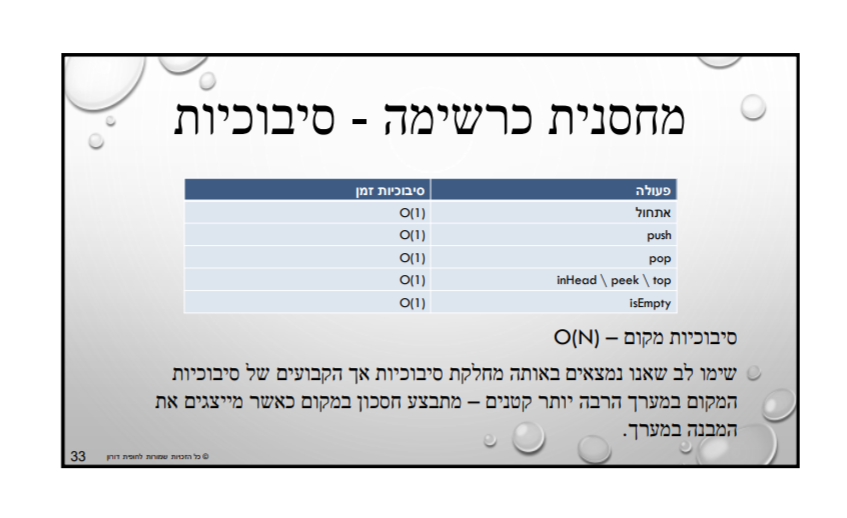 מחסנית כרשימה - סיבוכיות
פעולה סיבוכיות זמן
אתחול O(1)
push O(1)
pop O(1)
inHead \ peek \ top O(1)
isEmpty O(1)
סיבוכיות מקום – O(N)
שימו לב שאנו נמצאים באותה מחלקת סיבוכיות אך הקבועים של סיבוכיות
המקום במערך הרבה יותר קטנים – מתבצע חסכון במקום כאשר מייצגים את
המבנה במערך.
© כל הזכויות שמורות לחופית דורון
33